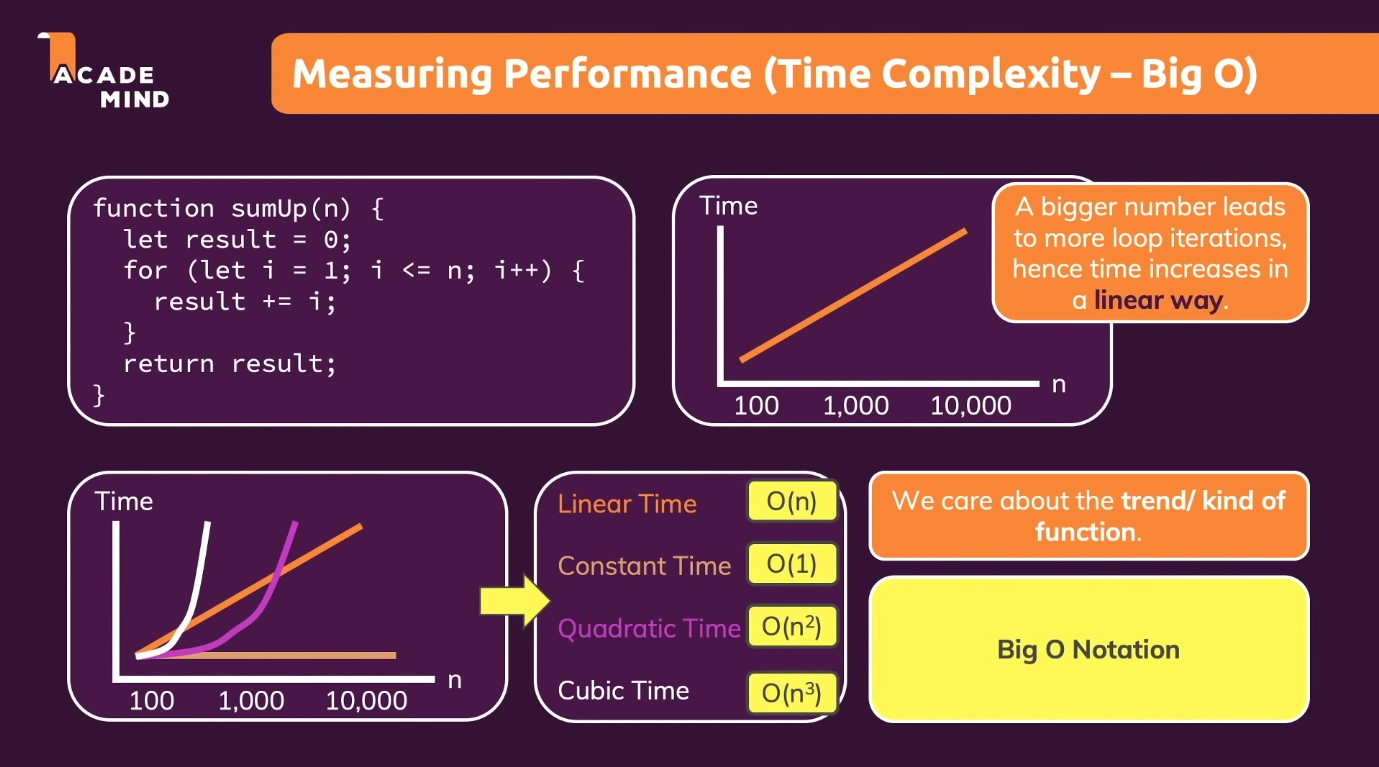 ACADE
MIND
Measuring Performance (Time Complexity – Big O)
function sumUp(n) {
  let result = 0;
  for (let i = 1; i <= n; i++) {
    result += i;
  }
  return result;
}
Time
n
100 1,000 10,000
A bigger number leads
to more loop iterations,
hence time increases in
a linear way.
Time
n
100 1,000 10,000
Linear Time O(n)
Constant Time O(1)
Quadratic Time O(n²)
Cubic Time O(n³)
We care about the trend/ kind of
function.
Big O Notation